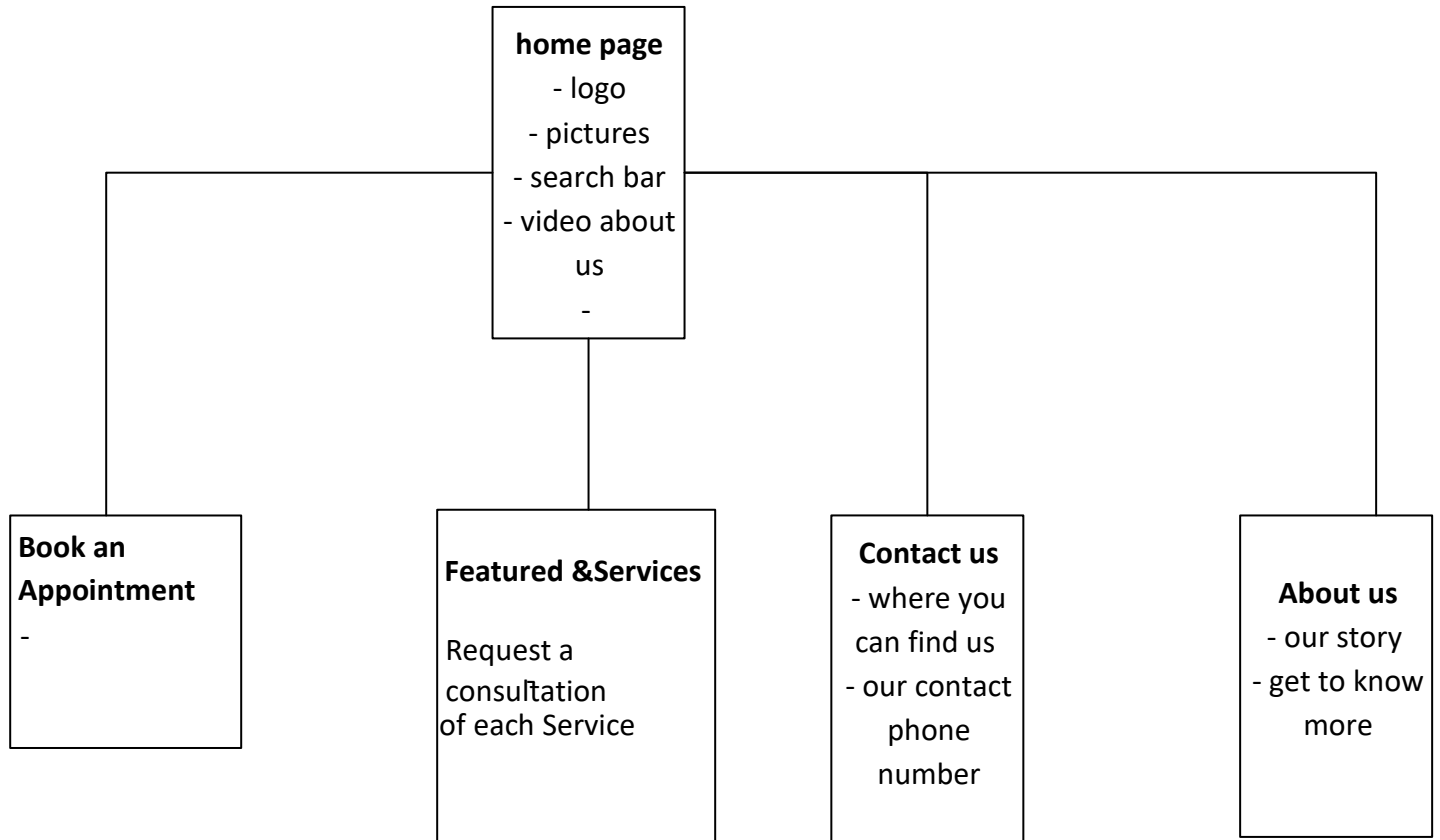 home page
- logo
- pictures
- search bar
- video about
us
-
Book an
Appointment
-
Featured &Services
Request a
consultation
of each Service
Contact us
- where you
can find us
- our contact
phone
number
About us
- our story
- get to know
more